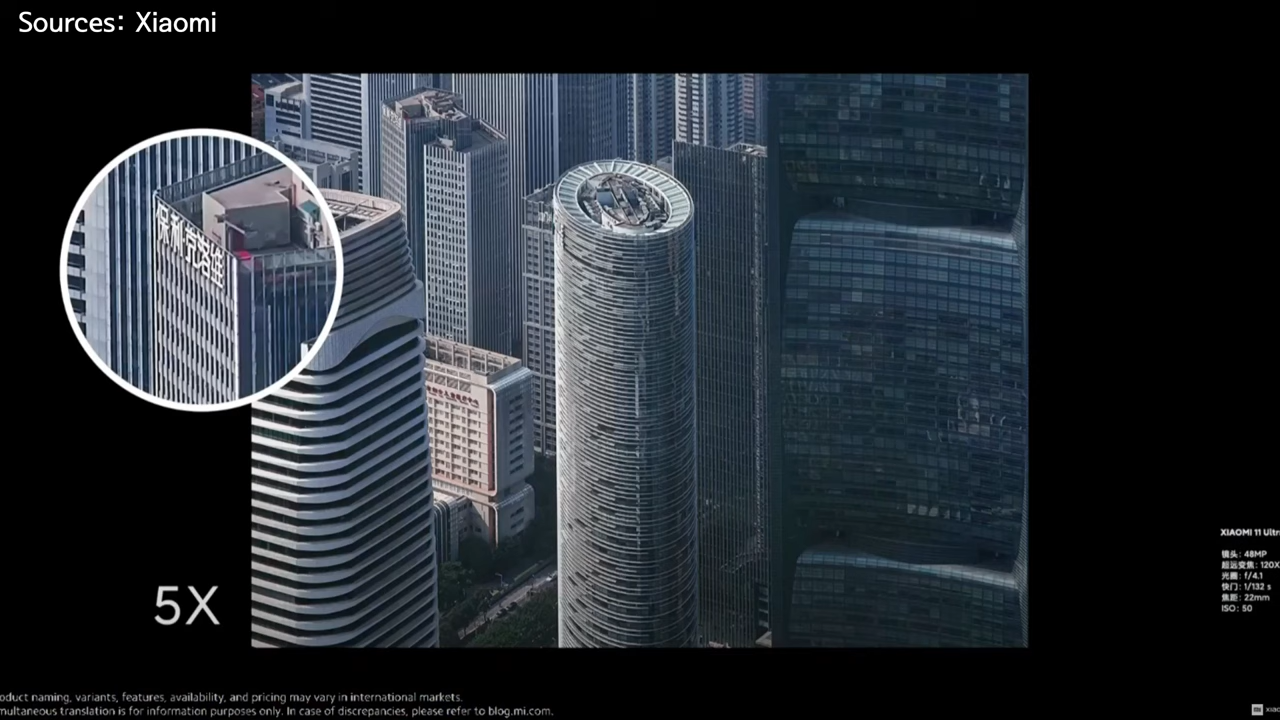 Sources: Xiaomi
保利克洛维
5X
XIAOMI 11 Ultr
镜头: 48MP
超远变焦: 120X
光圈: f/4.1
快门: 1/132 s
焦距: 22mm
ISO: 50
oduct naming, variants, features, availability, and pricing may vary in international markets.
multaneous translation is for information purposes only. In case of discrepancies, please refer to blog.mi.com.
xiao